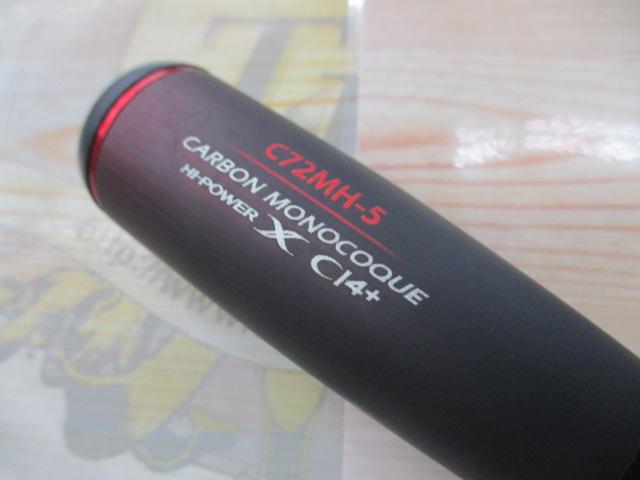 C72MH-5
CARBON MONOCOQUE
HI-POWER X CI4+